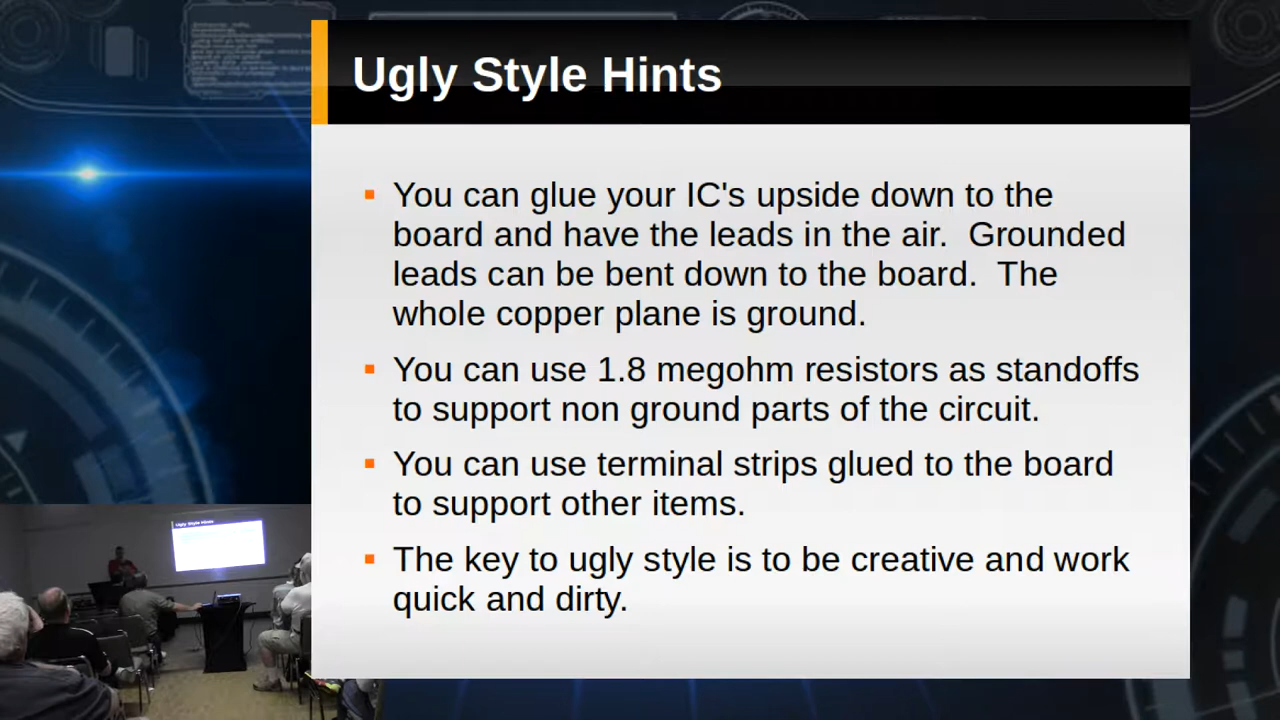 Ugly Style Hints
You can glue your IC's upside down to the
board and have the leads in the air.  Grounded
leads can be bent down to the board.  The
whole copper plane is ground.
You can use 1.8 megohm resistors as standoffs
to support non ground parts of the circuit.
You can use terminal strips glued to the board
to support other items.
The key to ugly style is to be creative and work
quick and dirty.
Ugly Style Hints